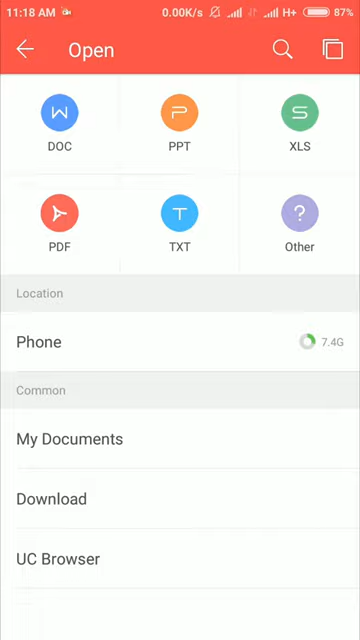 11:18 AM 0.00K/s H+ 87%
Open
W P S
DOC PPT XLS
T ?
PDF TXT Other
Location
Phone 7.4G
Common
My Documents
Download
UC Browser